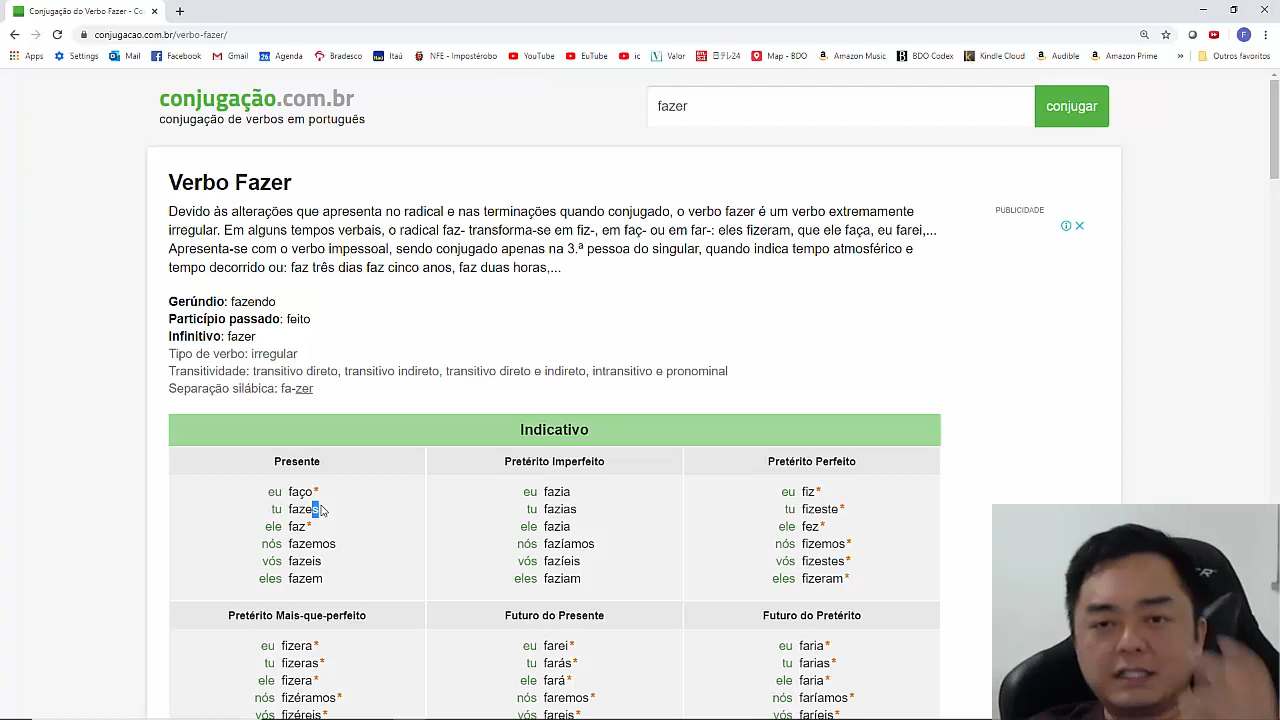 Conjugação do Verbo Fazer - Co
conjugacao.com.br/verbo-fazer/
F
Apps Settings Mail Facebook Gmail Agenda Bradesco Itaú NFE - Impostérobo YouTube EuTube ic Valor 日テレ24 Map - BDO Amazon Music BDO Codex Kindle Cloud Audible Amazon Prime » Outros favoritos
conjugação.com.br
conjugação de verbos em português
fazer
conjugar
Verbo Fazer
Devido às alterações que apresenta no radical e nas terminações quando conjugado, o verbo fazer é um verbo extremamente
irregular. Em alguns tempos verbais, o radical faz- transforma-se em fiz-, em faç- ou em far-: eles fizeram, que ele faça, eu farei,...
Apresenta-se com o verbo impessoal, sendo conjugado apenas na 3.ª pessoa do singular, quando indica tempo atmosférico e
tempo decorrido ou: faz três dias faz cinco anos, faz duas horas,...
PUBLICIDADE
Gerúndio: fazendo
Particípio passado: feito
Infinitivo: fazer
Tipo de verbo: irregular
Transitividade: transitivo direto, transitivo indireto, transitivo direto e indireto, intransitivo e pronominal
Separação silábica: fa-zer
Indicativo
Presente
eu faço*
tu fazes
ele faz*
nós fazemos
vós fazeis
eles fazem
Pretérito Imperfeito
eu fazia
tu fazias
ele fazia
nós fazíamos
vós fazíeis
eles faziam
Pretérito Perfeito
eu fiz*
tu fizeste*
ele fez*
nós fizemos*
vós fizestes*
eles fizeram*
Pretérito Mais-que-perfeito
eu fizera*
tu fizeras*
ele fizera*
nós fizéramos*
vós fizéreis*
Futuro do Presente
eu farei*
tu farás*
ele fará*
nós faremos*
vós fareis*
Futuro do Pretérito
eu faria*
tu farias*
ele faria*
nós faríamos*
vós faríeis*